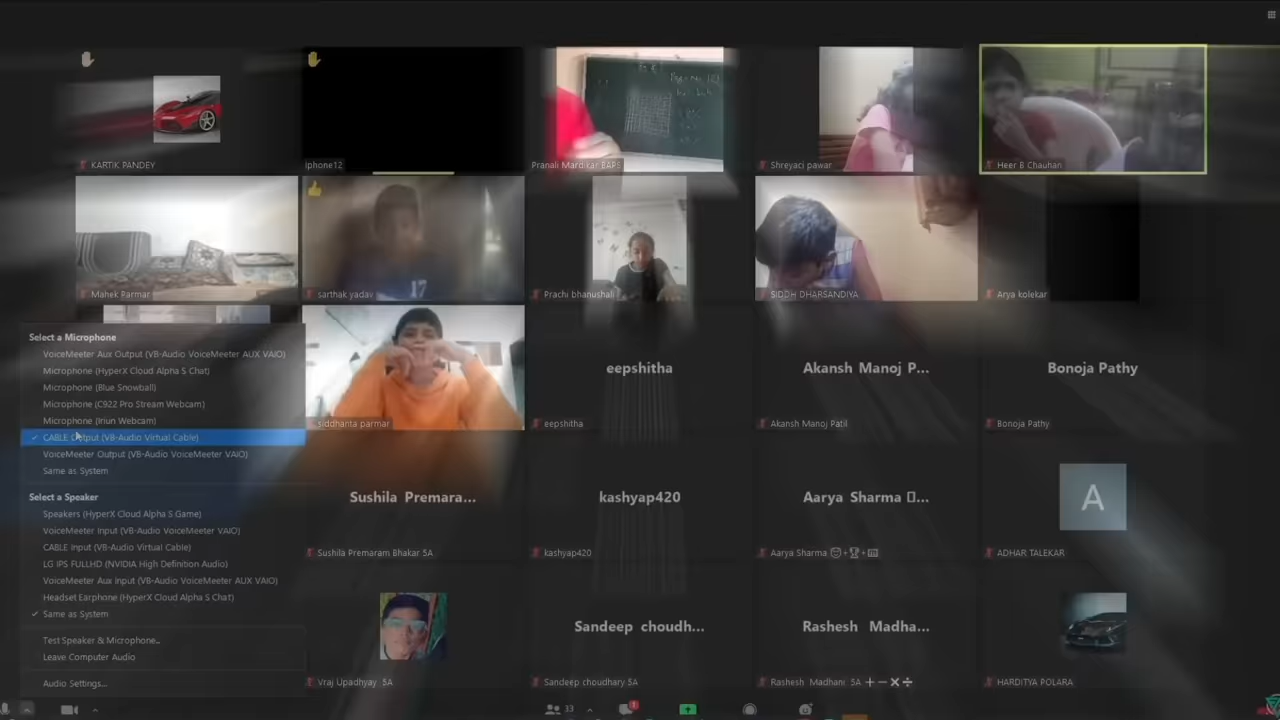 KARTIK PANDEY
iphone12
Pranali Mardikar BAPS
Shreyaci pawar
Heer B Chauhan
Mahek Parmar
sarthak yadav
17
Prachi bhanushali
SIDDH DHARSANDIYA
Arya kolekar
Select a Microphone
VoiceMeeter Aux Output (VB-Audio VoiceMeeter AUX VAIO)
Microphone (HyperX Cloud Alpha S Chat)
Microphone (Blue Snowball)
Microphone (C922 Pro Stream Webcam)
Microphone (Iriun Webcam)
✓ CABLE Output (VB-Audio Virtual Cable)
VoiceMeeter Output (VB-Audio VoiceMeeter VAIO)
Same as System
Select a Speaker
Speakers (HyperX Cloud Alpha S Game)
VoiceMeeter Input (VB-Audio VoiceMeeter VAIO)
CABLE Input (VB-Audio Virtual Cable)
LG IPS FULLHD (NVIDIA High Definition Audio)
VoiceMeeter Aux Input (VB-Audio VoiceMeeter AUX VAIO)
Headset Earphone (HyperX Cloud Alpha S Chat)
✓ Same as System
Test Speaker & Microphone...
Leave Computer Audio
Audio Settings...
siddhanta parmar
eepshitha
eepshitha
Akansh Manoj P...
Akansh Manoj Patil
Bonoja Pathy
Bonoja Pathy
Sushila Premara...
Sushila Premaram Bhakar 5A
kashyap420
kashyap420
Aarya Sharma ▯...
Aarya Sharma
A
ADHAR TALEKAR
Vraj Upadhyay 5A
Sandeep choudh...
Sandeep choudhary 5A
Rashesh Madha...
Rashesh Madhani 5A ➕➖✖➗
HARDITYA POLARA
33
1